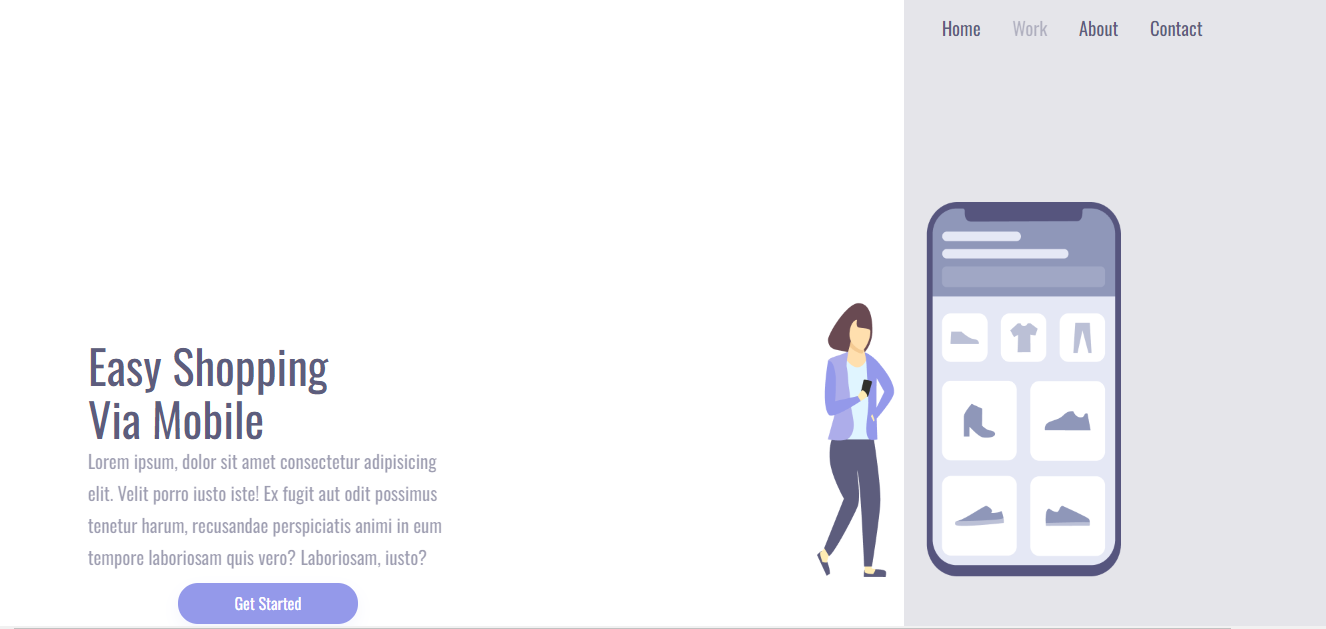 Home Work About Contact
Easy Shopping
Via Mobile
Lorem ipsum, dolor sit amet consectetur adipisicing
elit. Velit porro iusto iste! Ex fugit aut odit possimus
tenetur harum, recusandae perspiciatis animi in eum
tempore laboriosam quis vero? Laboriosam, iusto?
Get Started